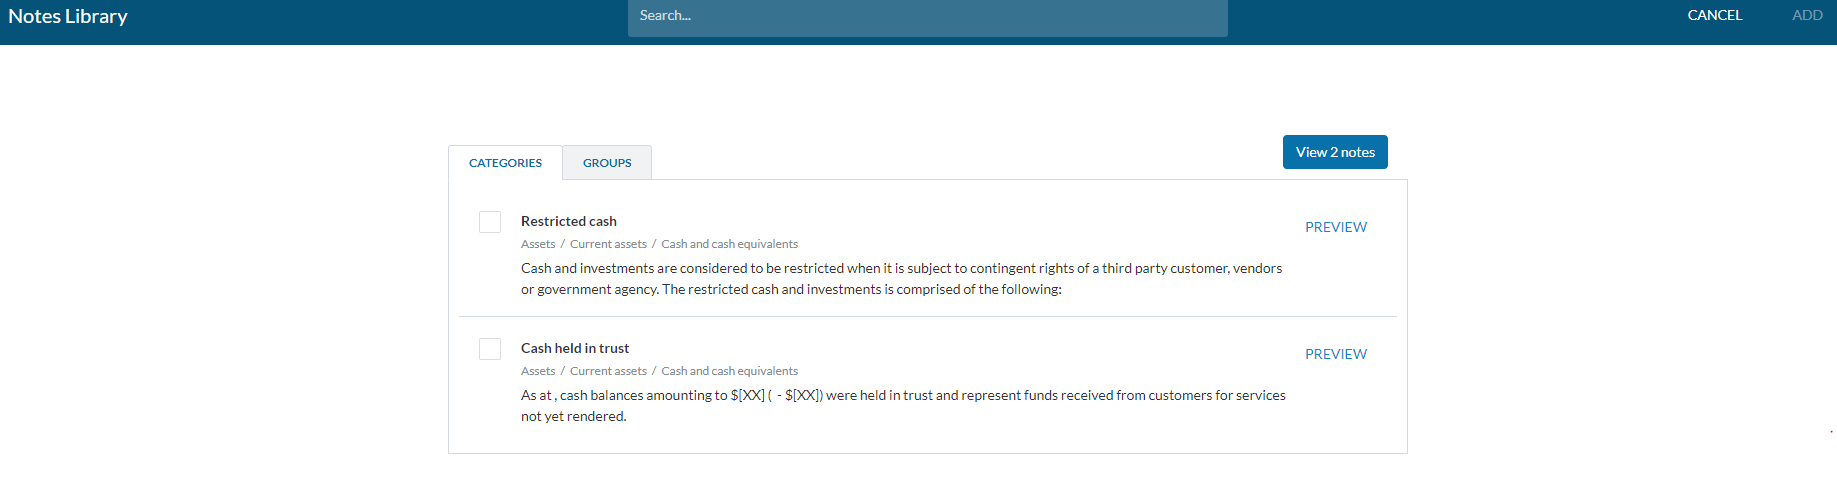 Notes Library
Search...
CANCEL
ADD
CATEGORIES
GROUPS
View 2 notes
Restricted cash
PREVIEW
Assets / Current assets / Cash and cash equivalents
Cash and investments are considered to be restricted when it is subject to contingent rights of a third party customer, vendors
or government agency. The restricted cash and investments is comprised of the following:
Cash held in trust
PREVIEW
Assets / Current assets / Cash and cash equivalents
As at , cash balances amounting to $[XX] (  - $[XX]) were held in trust and represent funds received from customers for services
not yet rendered.